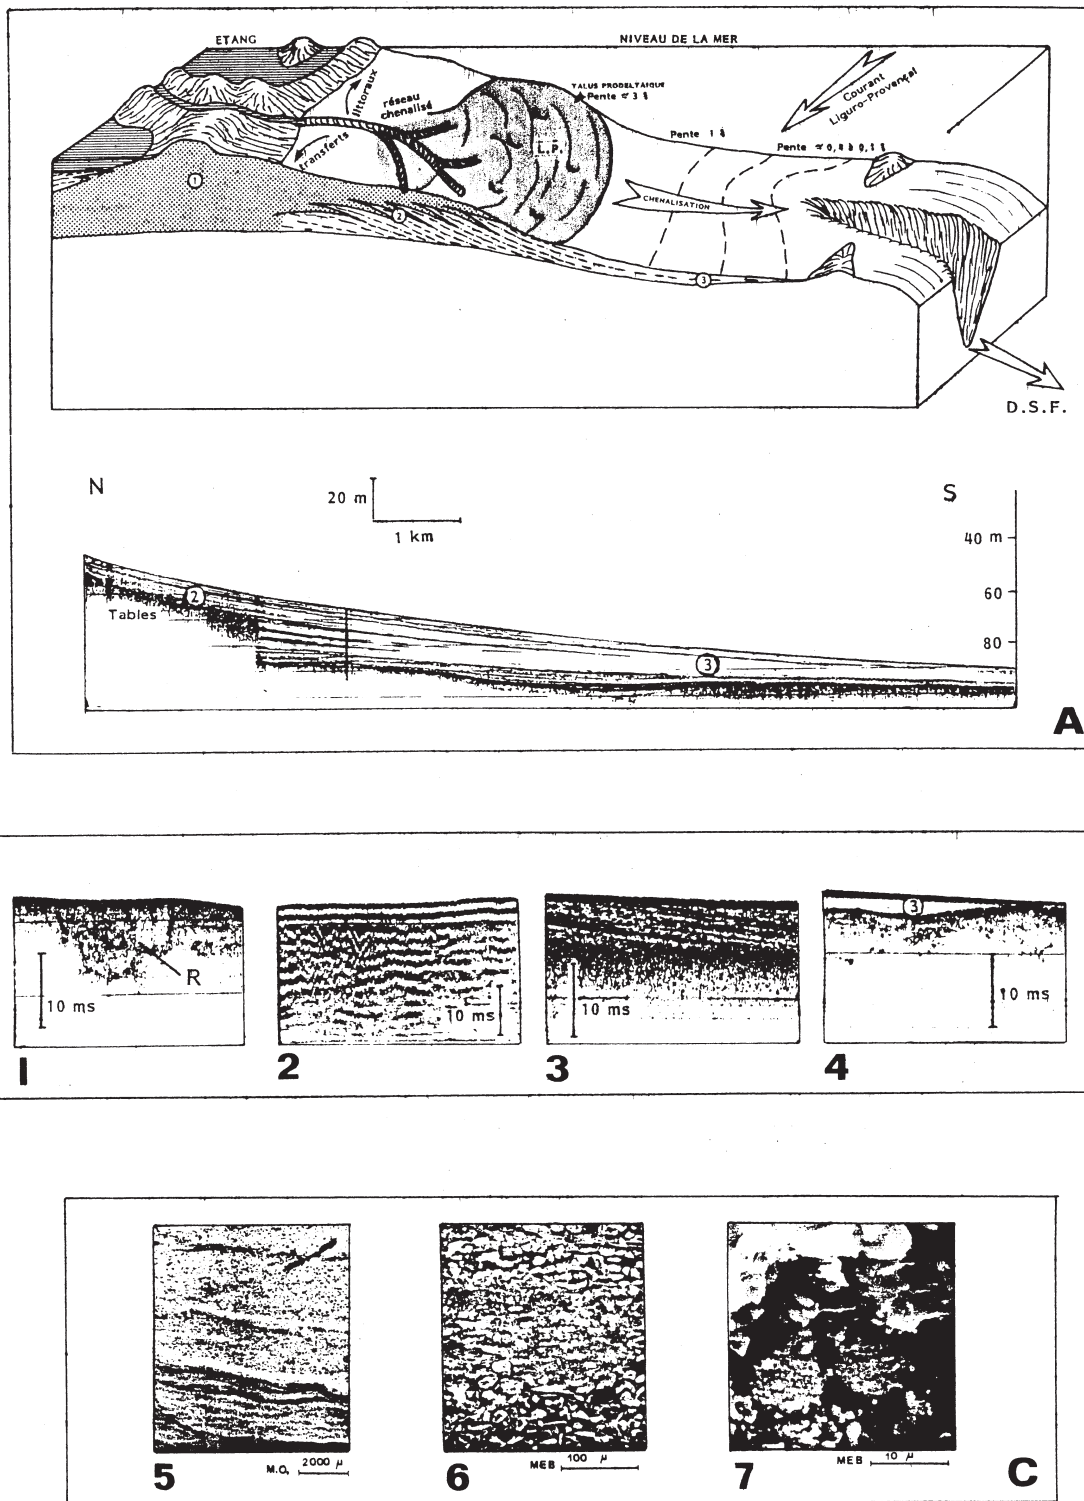 ETANG
NIVEAU DE LA MER
littoraux
réseau
chenalisé
TALUS PRODELTAIQUE
Pente ≈ 3 %
Courant
Liguro-Provençal
Pente 1 %
Transferts
L.P.
Pente ≈ 0,4 à 0,5 %
1
CHENALISATION
2
3
D.S.F.
N
20 m
1 km
S
40 m
60
80
2
Tables
3
A
R
10 ms
1
10 ms
2
10 ms
3
3
10 ms
4
5
M.O, 2000 µ
6
MEB 100 µ
7
MEB 10 µ
C